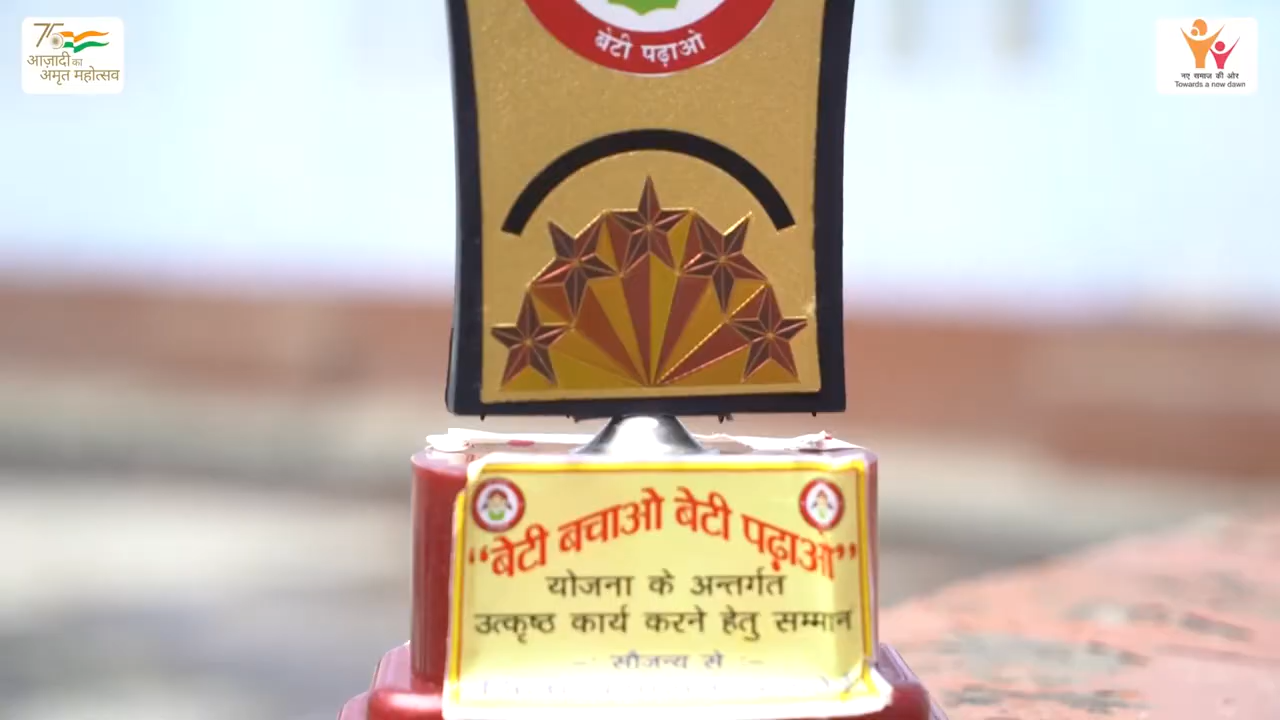 75
आज़ादी का
अमृत महोत्सव
नए समाज की ओर
Towards a new dawn
बेटी पढ़ाओ
“बेटी बचाओ बेटी पढ़ाओ”
योजना के अन्तर्गत
उत्कृष्ठ कार्य करने हेतु सम्मान
-: सौजन्य से :-